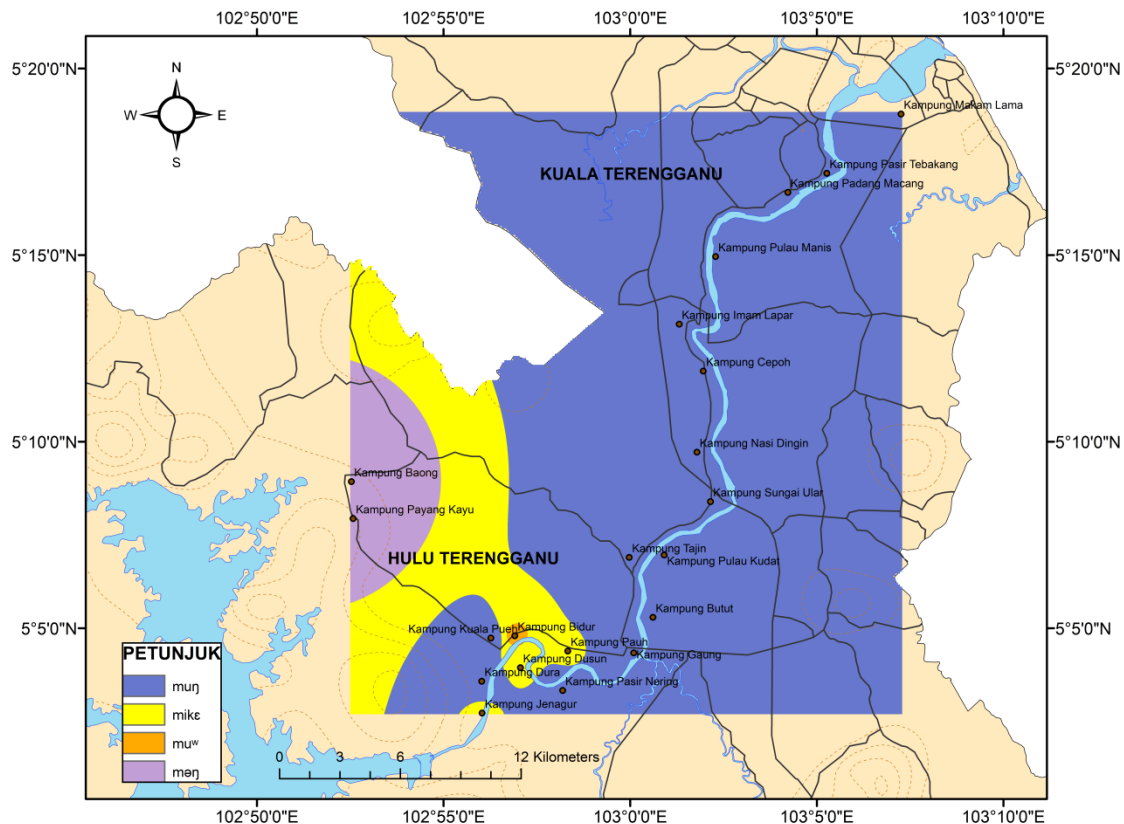 102°50'0"E 102°55'0"E 103°0'0"E 103°5'0"E 103°10'0"E
5°20'0"N 5°20'0"N
N
W E
S
Kampung Makam Lama
KUALA TERENGGANU
Kampung Pasir Tebakang
Kampung Padang Macang
5°15'0"N 5°15'0"N
Kampung Pulau Manis
Kampung Imam Lapar
Kampung Cepoh
5°10'0"N 5°10'0"N
Kampung Nasi Dingin
Kampung Baong
Kampung Sungai Ular
Kampung Payang Kayu
HULU TERENGGANU
Kampung Tajin
Kampung Pulau Kudat
Kampung Butut
5°5'0"N 5°5'0"N
Kampung Kuala Pueh
Kampung Bidur
Kampung Pauh
Kampung Gaung
Kampung Dusun
Kampung Dura
Kampung Pasir Nering
Kampung Jenagur
PETUNJUK
muŋ
mikɛ
muʷ
məŋ
0 3 6 12 Kilometers
102°50'0"E 102°55'0"E 103°0'0"E 103°5'0"E 103°10'0"E